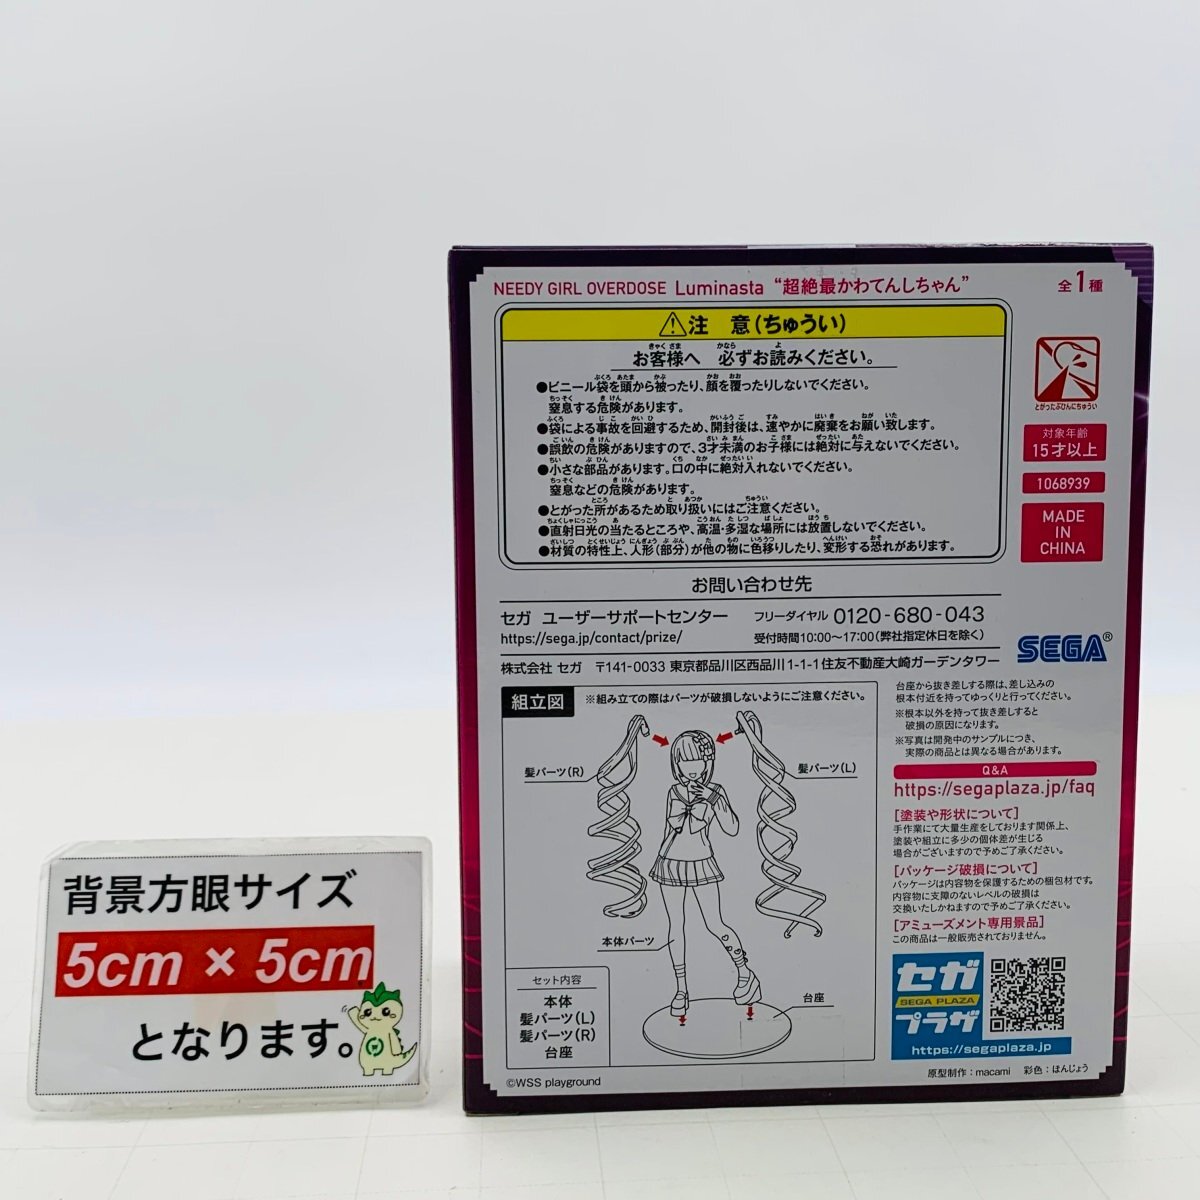 NEEDY GIRL OVERDOSE Luminasta “超絶最かわてんしちゃん”
全1種
注 意(ちゅうい)
お客様へ 必ずお読みください。
●ビニール袋を頭から被ったり、顔を覆ったりしないでください。
窒息する危険があります。
●袋による事故を回避するため、開封後は、速やかに廃棄をお願い致します。
●誤飲の危険がありますので、3才未満のお子様には絶対に与えないでください。
●小さな部品があります。口の中に絶対入れないでください。
窒息などの危険があります。
●とがった所があるため取り扱いにはご注意ください。
●直射日光の当たるところや、高温・多湿な場所には放置しないでください。
●材質の特性上、人形(部分)が他の物に色移りしたり、変形する恐れがあります。
とがったぶひんにちゅうい
対象年齢
15才以上
1068939
MADE
IN
CHINA
お問い合わせ先
セガ ユーザーサポートセンター
フリーダイヤル 0120-680-043
https://sega.jp/contact/prize/
受付時間10:00〜17:00(弊社指定休日を除く)
株式会社 セガ 〒141-0033 東京都品川区西品川1-1-1住友不動産大崎ガーデンタワー
SEGA®
組立図
※組み立ての際はパーツが破損しないようにご注意ください。
髪パーツ(R)
髪パーツ(L)
本体パーツ
台座
セット内容
本体
髪パーツ(L)
髪パーツ(R)
台座
©WSS playground
台座から抜き差しする際は、差し込みの
根本付近を持ってゆっくりと行ってください。
※根本以外を持って抜き差しすると
破損の原因になります。
※写真は開発中のサンプルにつき、
実際の商品とは異なる場合があります。
Q&A
https://segaplaza.jp/faq
[塗装や形状について]
手作業にて大量生産をしております関係上、
塗装や組立に多少の個体差が生じる
場合がございますので予めご了承ください。
[パッケージ破損について]
パッケージは内容物を保護するための梱包材です。
内容物に支障のないレベルの破損は
交換いたしかねますので予めご了承ください。
[アミューズメント専用景品]
この商品は一般販売されておりません。
セガ
SEGA PLAZA
プラザ
https://segaplaza.jp
原型制作:macami 彩色:ほんじょう
背景方眼サイズ
5cm × 5cm
となります。